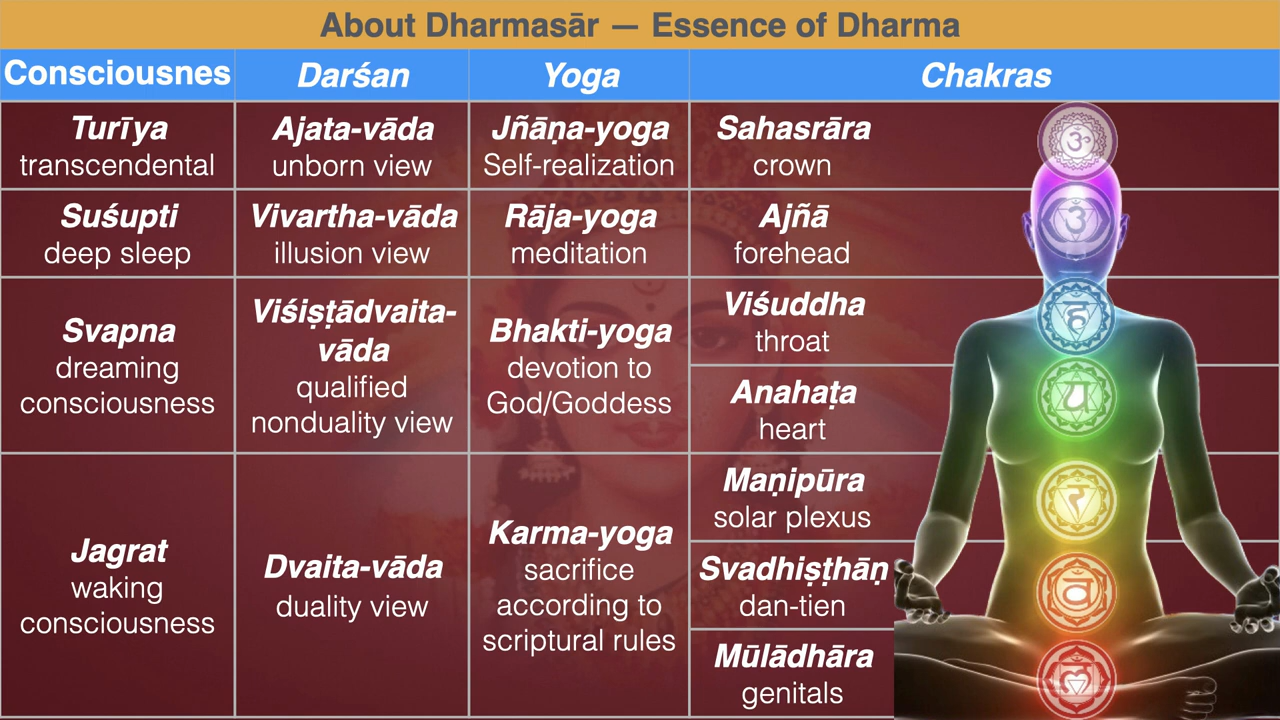 About Dharmasār — Essence of Dharma
Consciousnes
Darśan
Yoga
Chakras
Turīya
transcendental
Ajata-vāda
unborn view
Jñāṇa-yoga
Self-realization
Sahasrāra
crown
Suśupti
deep sleep
Vivartha-vāda
illusion view
Rāja-yoga
meditation
Ajñā
forehead
Svapna
dreaming
consciousness
Viśiṣṭādvaita-
vāda
qualified
nonduality view
Bhakti-yoga
devotion to
God/Goddess
Viśuddha
throat
Anahaṭa
heart
Jagrat
waking
consciousness
Dvaita-vāda
duality view
Karma-yoga
sacrifice
according to
scriptural rules
Maṇipūra
solar plexus
Svadhiṣṭhāṇ
dan-tien
Mūlādhāra
genitals
ॐ